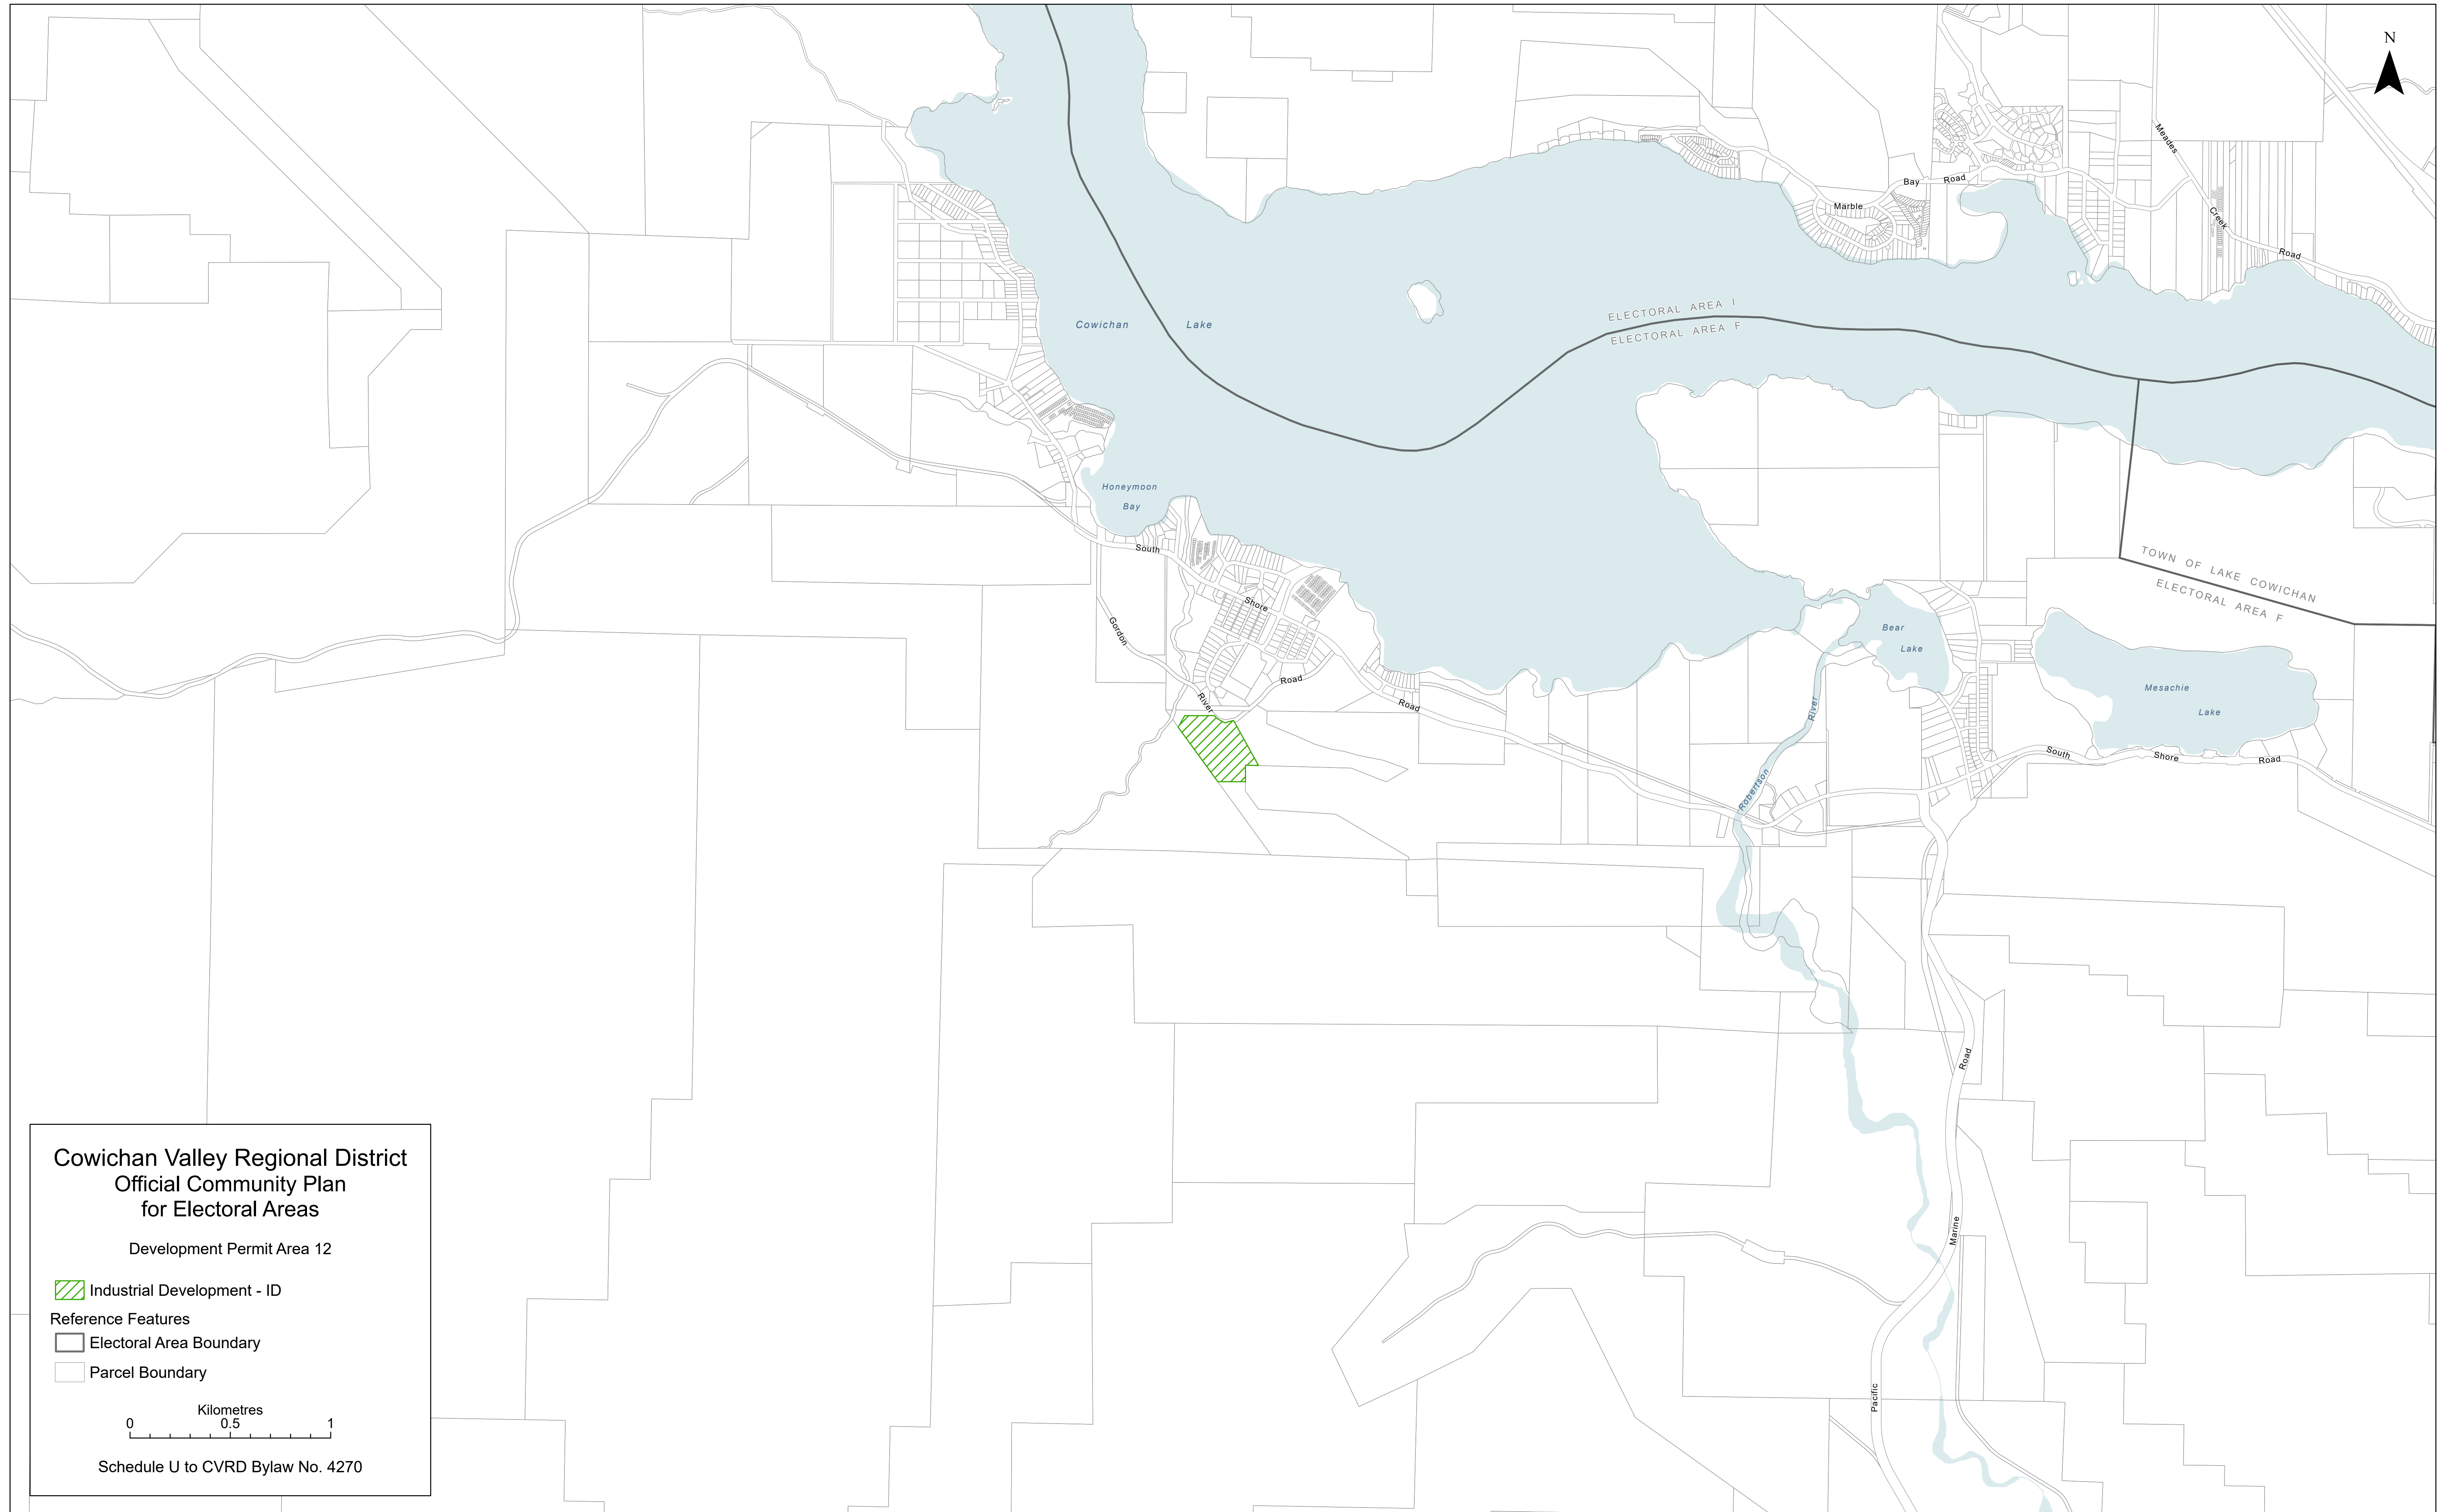 N
Meades
Creek
Road
Bay Road
Marble
ELECTORAL AREA I
ELECTORAL AREA F
Cowichan Lake
Honeymoon
Bay
South
Shore
Road
Gordon
River
Road
TOWN OF LAKE COWICHAN
ELECTORAL AREA F
Bear
Lake
Mesachie
Lake
River
Robertson
South Shore Road
Road
Marine
Pacific
Cowichan Valley Regional District
Official Community Plan
for Electoral Areas
Development Permit Area 12
Industrial Development - ID
Reference Features
Electoral Area Boundary
Parcel Boundary
Kilometres
0 0.5 1
Schedule U to CVRD Bylaw No. 4270